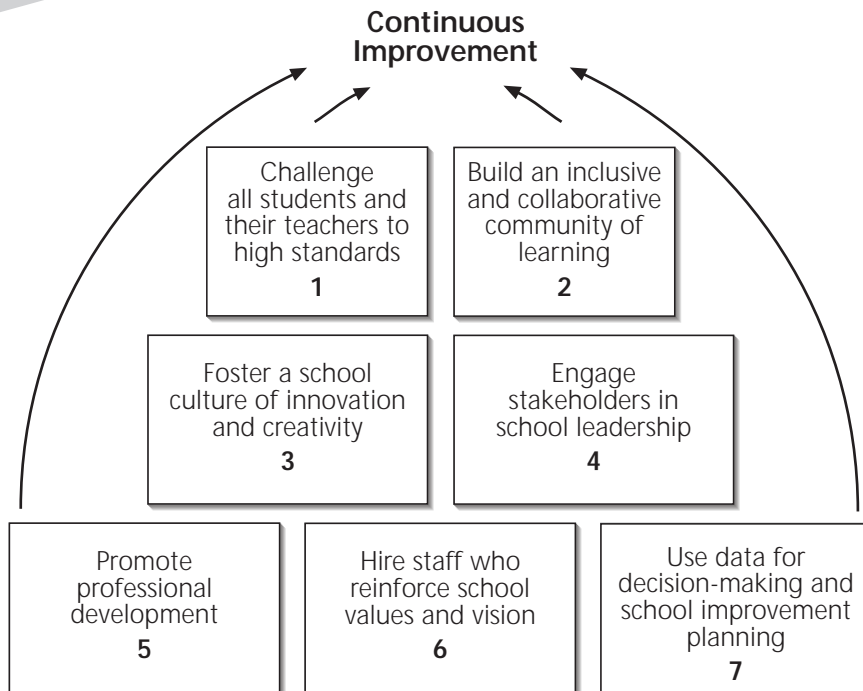 Continuous
Improvement
Challenge
all students and
their teachers to
high standards
1
Build an inclusive
and collaborative
community of
learning
2
Foster a school
culture of innovation
and creativity
3
Engage
stakeholders in
school leadership
4
Promote
professional
development
5
Hire staff who
reinforce school
values and vision
6
Use data for
decision-making and
school improvement
planning
7